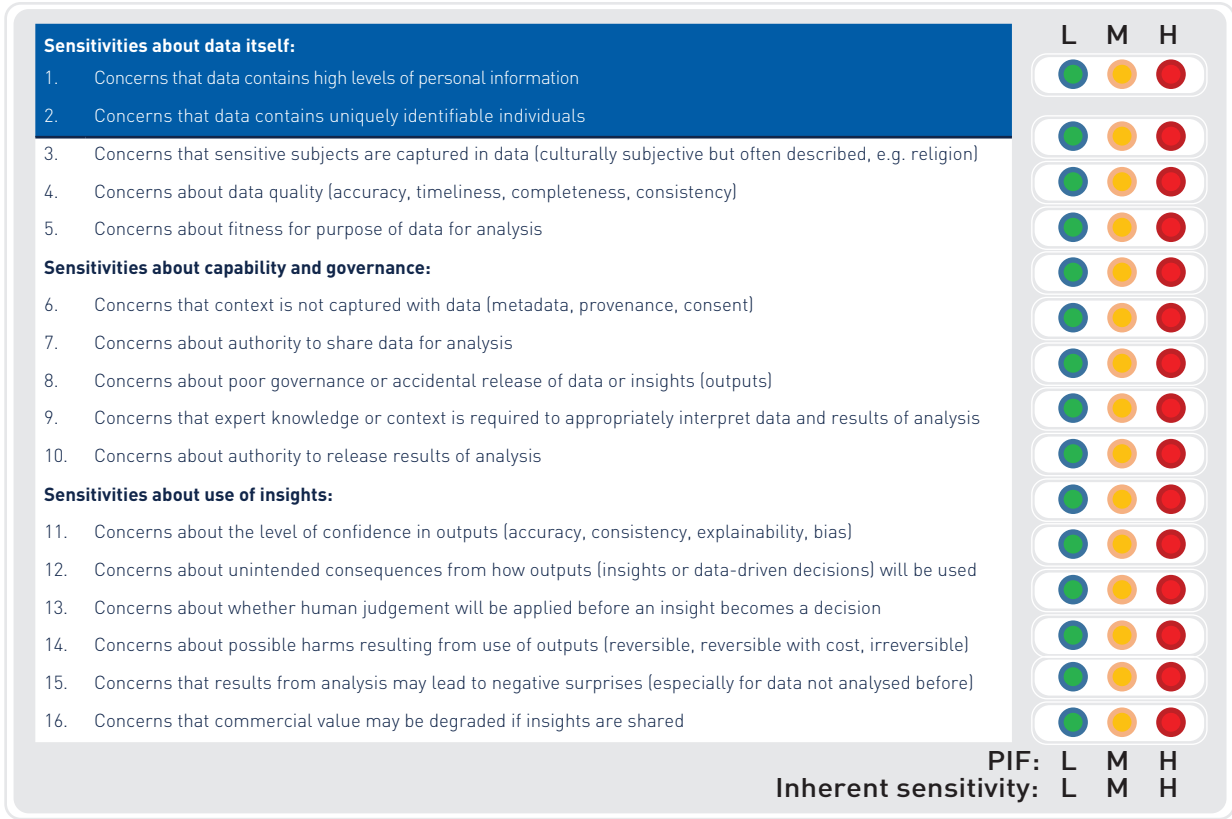 L M H
Sensitivities about data itself:
1. Concerns that data contains high levels of personal information
2. Concerns that data contains uniquely identifiable individuals
3. Concerns that sensitive subjects are captured in data (culturally subjective but often described, e.g. religion)
4. Concerns about data quality (accuracy, timeliness, completeness, consistency)
5. Concerns about fitness for purpose of data for analysis
Sensitivities about capability and governance:
6. Concerns that context is not captured with data (metadata, provenance, consent)
7. Concerns about authority to share data for analysis
8. Concerns about poor governance or accidental release of data or insights (outputs)
9. Concerns that expert knowledge or context is required to appropriately interpret data and results of analysis
10. Concerns about authority to release results of analysis
Sensitivities about use of insights:
11. Concerns about the level of confidence in outputs (accuracy, consistency, explainability, bias)
12. Concerns about unintended consequences from how outputs (insights or data-driven decisions) will be used
13. Concerns about whether human judgement will be applied before an insight becomes a decision
14. Concerns about possible harms resulting from use of outputs (reversible, reversible with cost, irreversible)
15. Concerns that results from analysis may lead to negative surprises (especially for data not analysed before)
16. Concerns that commercial value may be degraded if insights are shared
PIF: L M H
Inherent sensitivity: L M H